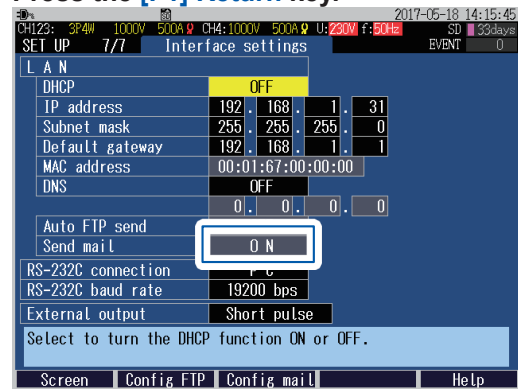 Press the [F1] Return key.
2017-05-18 14:15:45
CH123: 3P4W 1000V 500A CH4:1000V 500A U:230V f:50Hz SD 33days
SET UP 7/7 Interface settings EVENT 0
LAN
DHCP OFF
IP address 192. 168. 1. 31
Subnet mask 255. 255. 255. 0
Default gateway 192. 168. 1. 1
MAC address 00:01:67:00:00:00
DNS OFF
0. 0. 0. 0
Auto FTP send
Send mail ON
RS-232C connection PC
RS-232C baud rate 19200 bps
External output Short pulse
Select to turn the DHCP function ON or OFF.
Screen Config FTP Config mail Help